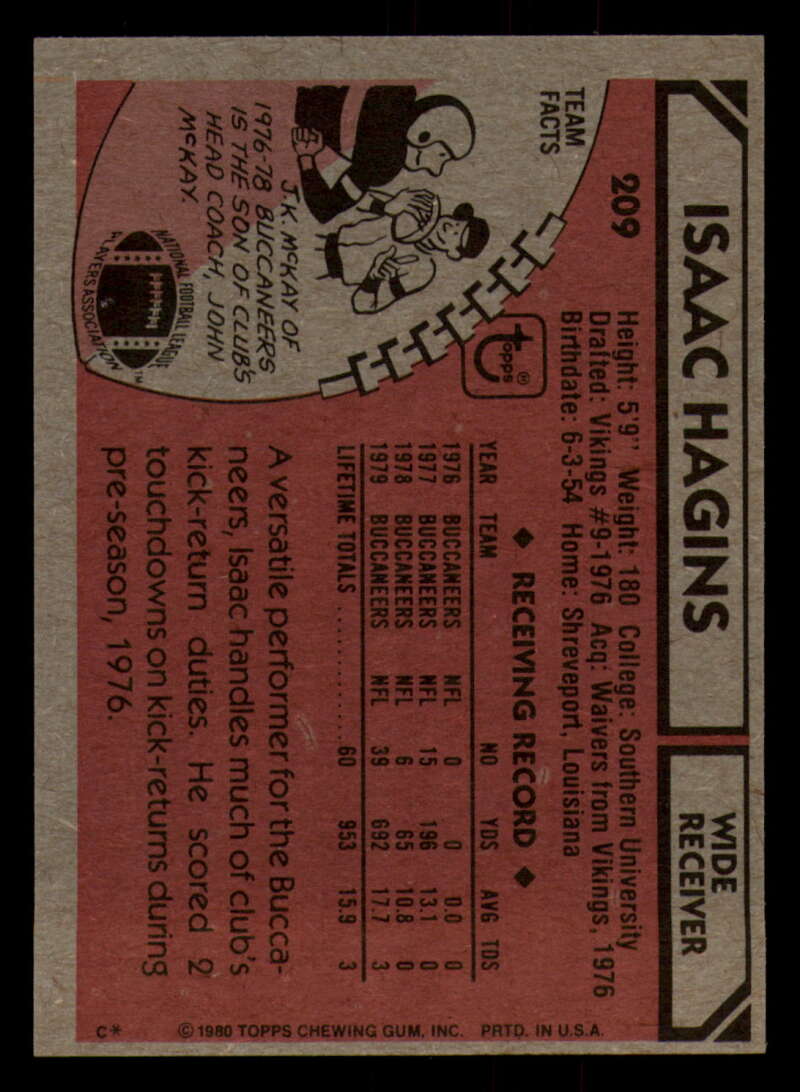 ISAAC HAGINS
WIDE
RECEIVER
209
Height: 5'9" Weight: 180 College: Southern University
Drafted: Vikings #9-1976 Acq: Waivers from Vikings, 1976
Birthdate: 6-3-54 Home: Shreveport, Louisiana
TEAM
FACTS
J.K. McKAY OF
1976-78 BUCCANEERS
IS THE SON OF CLUB'S
HEAD COACH, JOHN
McKAY.
NATIONAL FOOTBALL LEAGUE
PLAYERS ASSOCIATION
TM
topps®
◆ RECEIVING RECORD ◆
YEAR TEAM NO YDS AVG TDS
1976 BUCCANEERS NFL 0 0 0.0 0
1977 BUCCANEERS NFL 15 196 13.1 0
1978 BUCCANEERS NFL 6 65 10.8 0
1979 BUCCANEERS NFL 39 692 17.7 3
LIFETIME TOTALS ............ 60 953 15.9 3
A versatile performer for the Bucca-
neers, Isaac handles much of club's
kick-return duties. He scored 2
touchdowns on kick-returns during
pre-season, 1976.
C* © 1980 TOPPS CHEWING GUM, INC. PRTD. IN U.S.A.